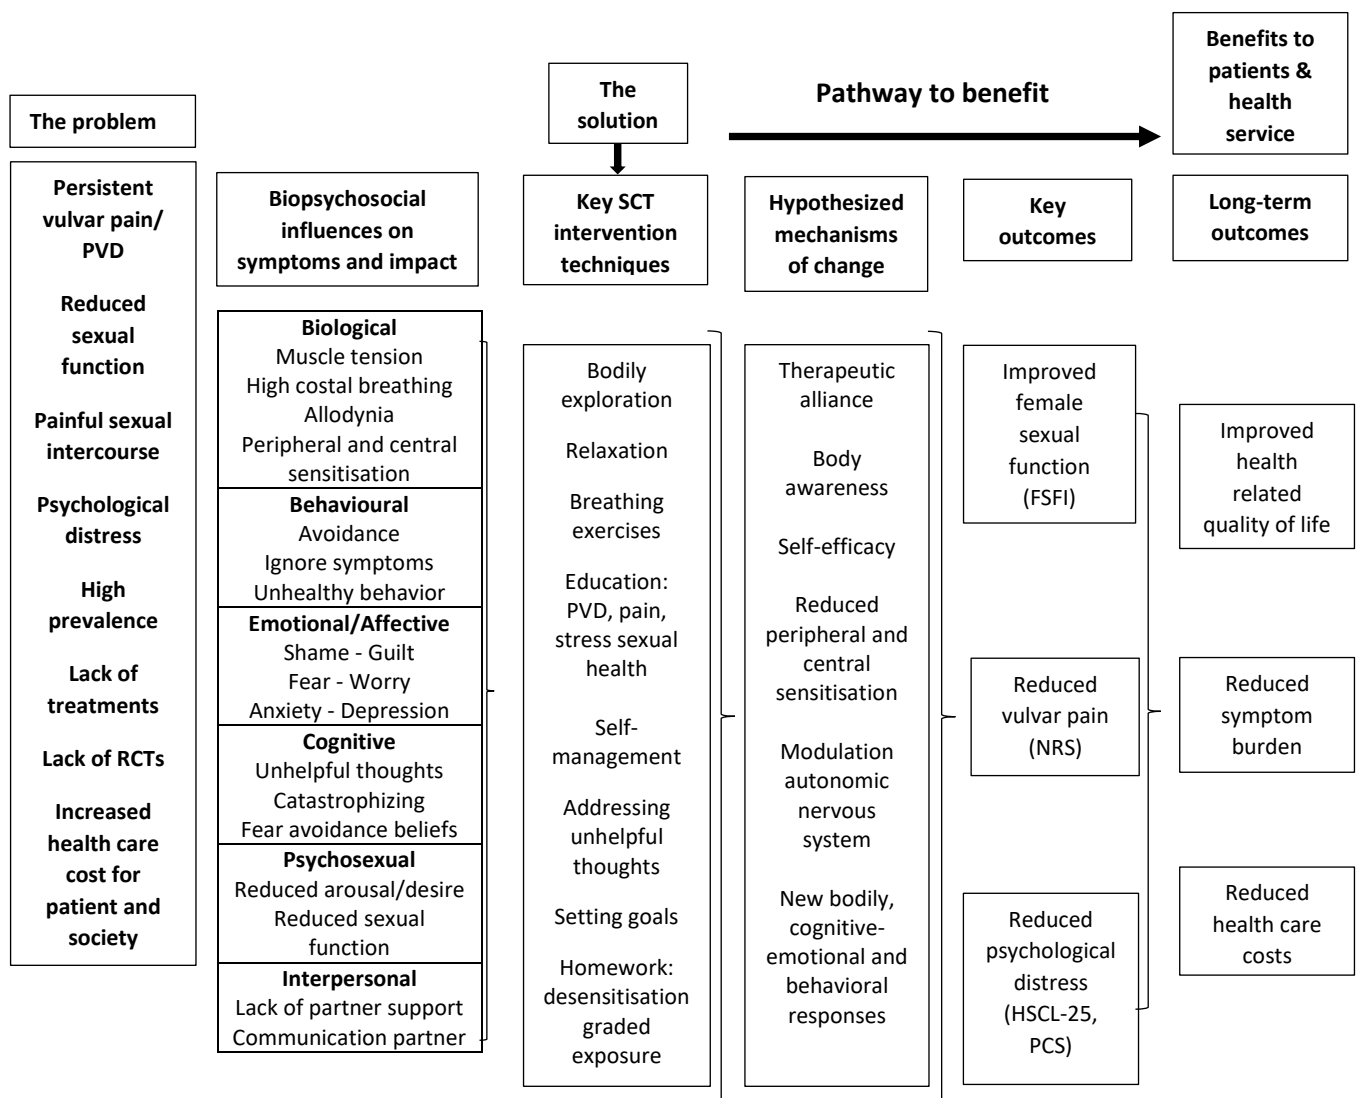 The problem
Persistent
vulvar pain/
PVD
Reduced
sexual
function
Painful sexual
intercourse
Psychological
distress
High
prevalence
Lack of
treatments
Lack of RCTs
Increased
health care
cost for
patient and
society
Biopsychosocial
influences on
symptoms and impact
Biological
Muscle tension
High costal breathing
Allodynia
Peripheral and central
sensitisation
Behavioural
Avoidance
Ignore symptoms
Unhealthy behavior
Emotional/Affective
Shame - Guilt
Fear - Worry
Anxiety - Depression
Cognitive
Unhelpful thoughts
Catastrophizing
Fear avoidance beliefs
Psychosexual
Reduced arousal/desire
Reduced sexual
function
Interpersonal
Lack of partner support
Communication partner
The
solution
Key SCT
intervention
techniques
Bodily
exploration
Relaxation
Breathing
exercises
Education:
PVD, pain,
stress sexual
health
Self-
management
Addressing
unhelpful
thoughts
Setting goals
Homework:
desensitisation
graded
exposure
Pathway to benefit
Hypothesized
mechanisms
of change
Therapeutic
alliance
Body
awareness
Self-efficacy
Reduced
peripheral and
central
sensitisation
Modulation
autonomic
nervous
system
New bodily,
cognitive-
emotional and
behavioral
responses
Key
outcomes
Improved
female
sexual
function
(FSFI)
Reduced
vulvar pain
(NRS)
Reduced
psychological
distress
(HSCL-25,
PCS)
Benefits to
patients &
health
service
Long-term
outcomes
Improved
health
related
quality of life
Reduced
symptom
burden
Reduced
health care
costs